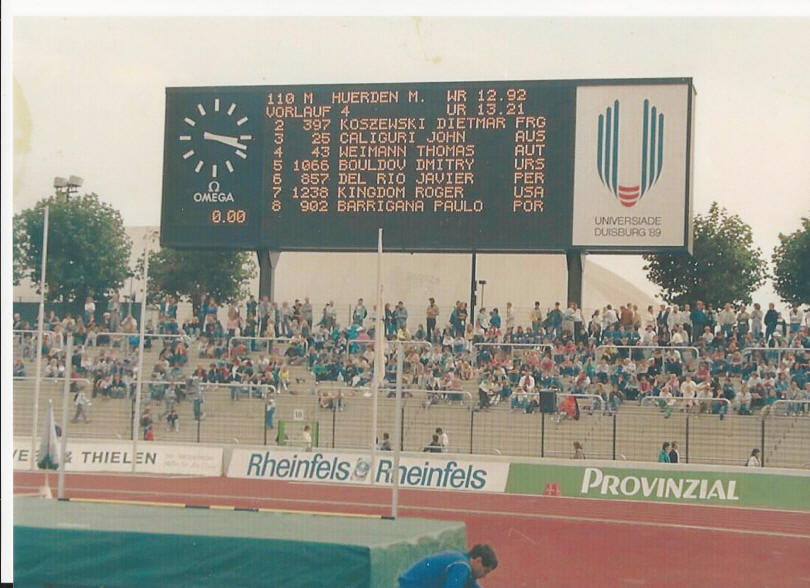 110 M HUERDEN M. WR 12.92
VORLAUF 4 UR 13.21
2 397 KOSZEWSKI DIETMAR FRG
3 25 CALIGURI JOHN AUS
4 43 WEIMANN THOMAS AUT
5 1066 BOULDOV DMITRY URS
6 857 DEL RIO JAVIER PER
7 1238 KINGDOM ROGER USA
8 902 BARRIGANA PAULO POR
Ω
OMEGA
0.00
UNIVERSIADE
DUISBURG '89
& THIELEN
Rheinfels Rheinfels
PROVINZIAL